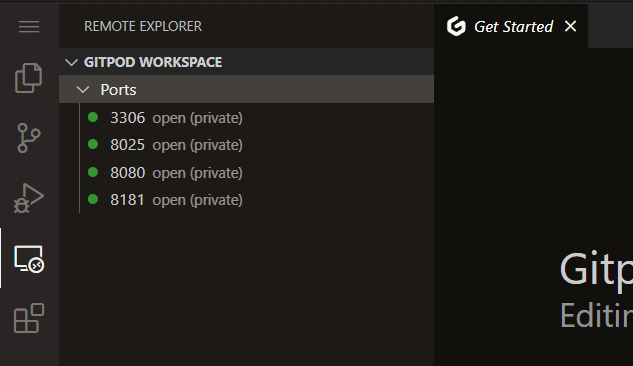 REMOTE EXPLORER
GITPOD WORKSPACE
Ports
3306 open (private)
8025 open (private)
8080 open (private)
8181 open (private)
Get Started
Gitp
Editin